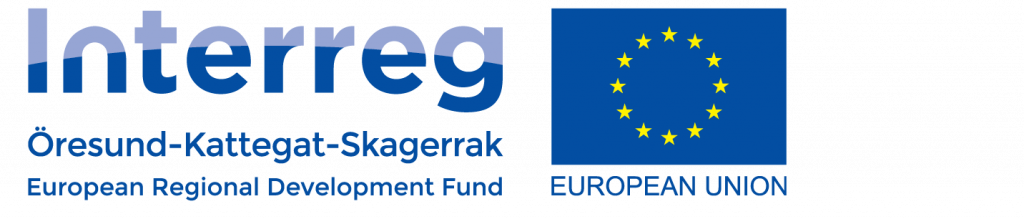 Interreg
Öresund-Kattegat-Skagerrak
European Regional Development Fund
EUROPEAN UNION